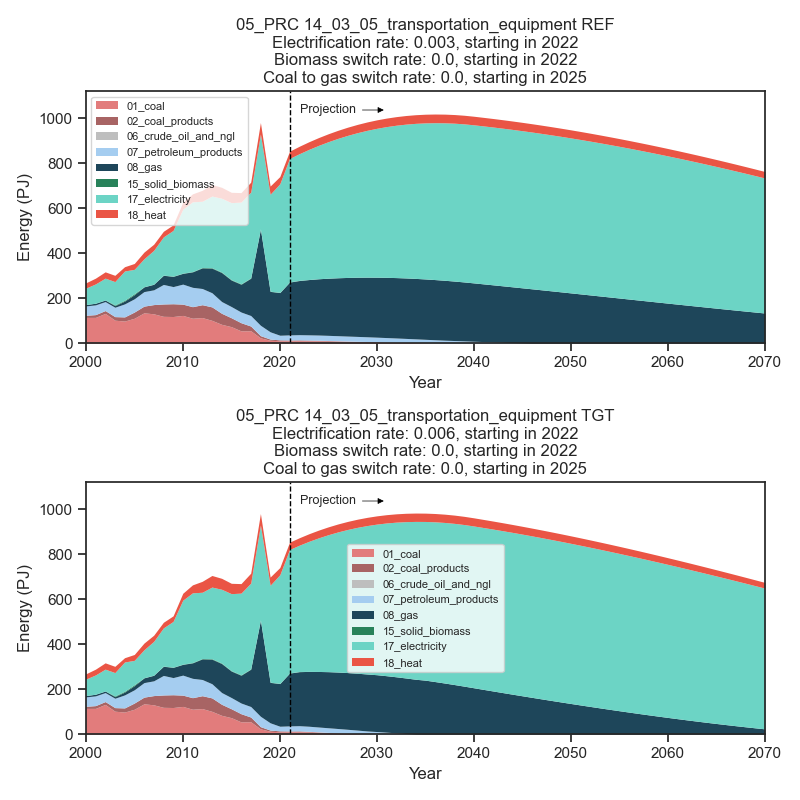 05_PRC 14_03_05_transportation_equipment REF
Electrification rate: 0.003, starting in 2022
Biomass switch rate: 0.0, starting in 2022
Coal to gas switch rate: 0.0, starting in 2025
Projection
01_coal
02_coal_products
06_crude_oil_and_ngl
07_petroleum_products
08_gas
15_solid_biomass
17_electricity
18_heat
Energy (PJ)
1000
800
600
400
200
0
2000 2010 2020 2030 2040 2050 2060 2070
Year
05_PRC 14_03_05_transportation_equipment TGT
Electrification rate: 0.006, starting in 2022
Biomass switch rate: 0.0, starting in 2022
Coal to gas switch rate: 0.0, starting in 2025
Projection
01_coal
02_coal_products
06_crude_oil_and_ngl
07_petroleum_products
08_gas
15_solid_biomass
17_electricity
18_heat
Energy (PJ)
1000
800
600
400
200
0
2000 2010 2020 2030 2040 2050 2060 2070
Year